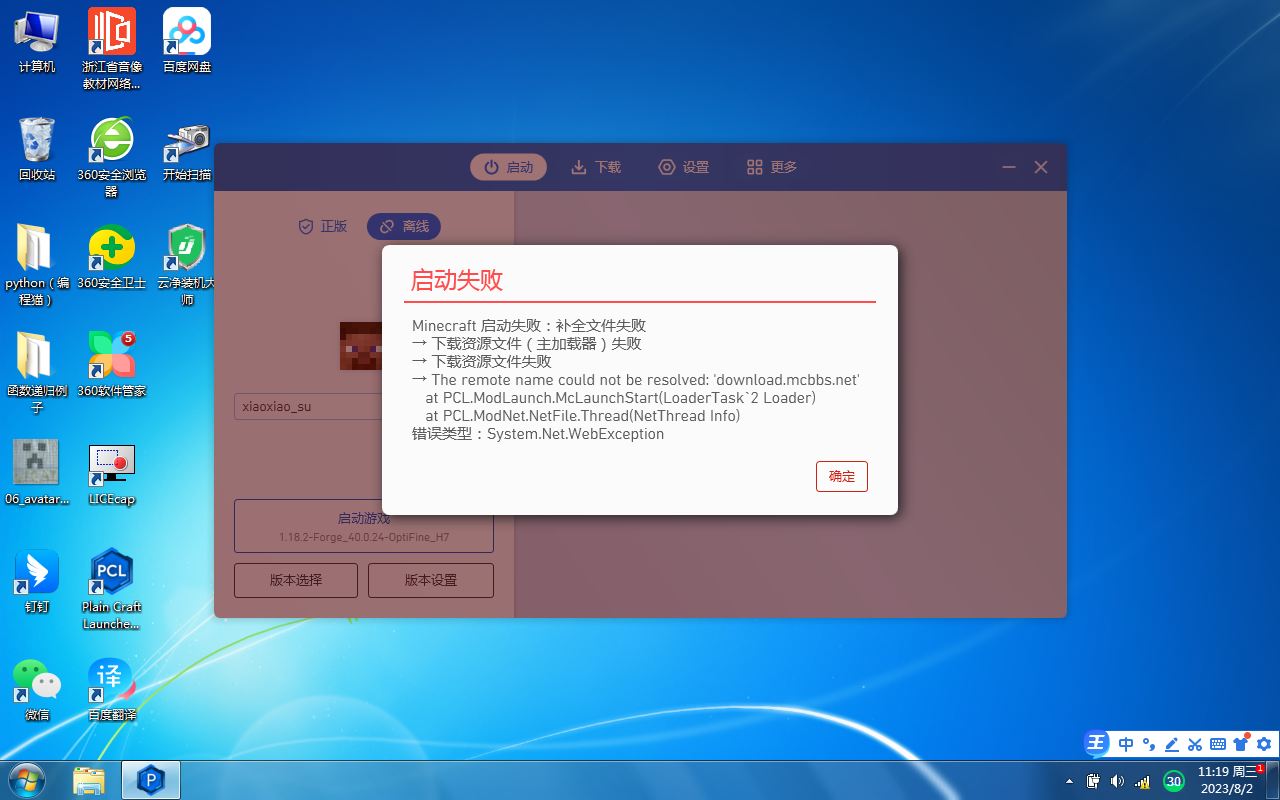 计算机
浙江省音像
教材网络...
百度网盘
回收站
360安全浏览
器
开始扫描
python（编
程猫）
360安全卫士
云净装机大
师
函数递归例
子
5
360软件管家
06_avatar...
LICEcap
钉钉
PCL
Plain Craft
Launche...
微信
译
百度翻译
启动
下载
设置
更多
正版
离线
xiaoxiao_su
启动游戏
1.18.2-Forge_40.0.24-OptiFine_H7
版本选择
版本设置
启动失败
Minecraft 启动失败：补全文件失败
→ 下载资源文件（主加载器）失败
→ 下载资源文件失败
→ The remote name could not be resolved: 'download.mcbbs.net'
at PCL.ModLaunch.McLaunchStart(LoaderTask`2 Loader)
at PCL.ModNet.NetFile.Thread(NetThread Info)
错误类型：System.Net.WebException
确定
王 中
P
30
11:19 周三
1
2023/8/2